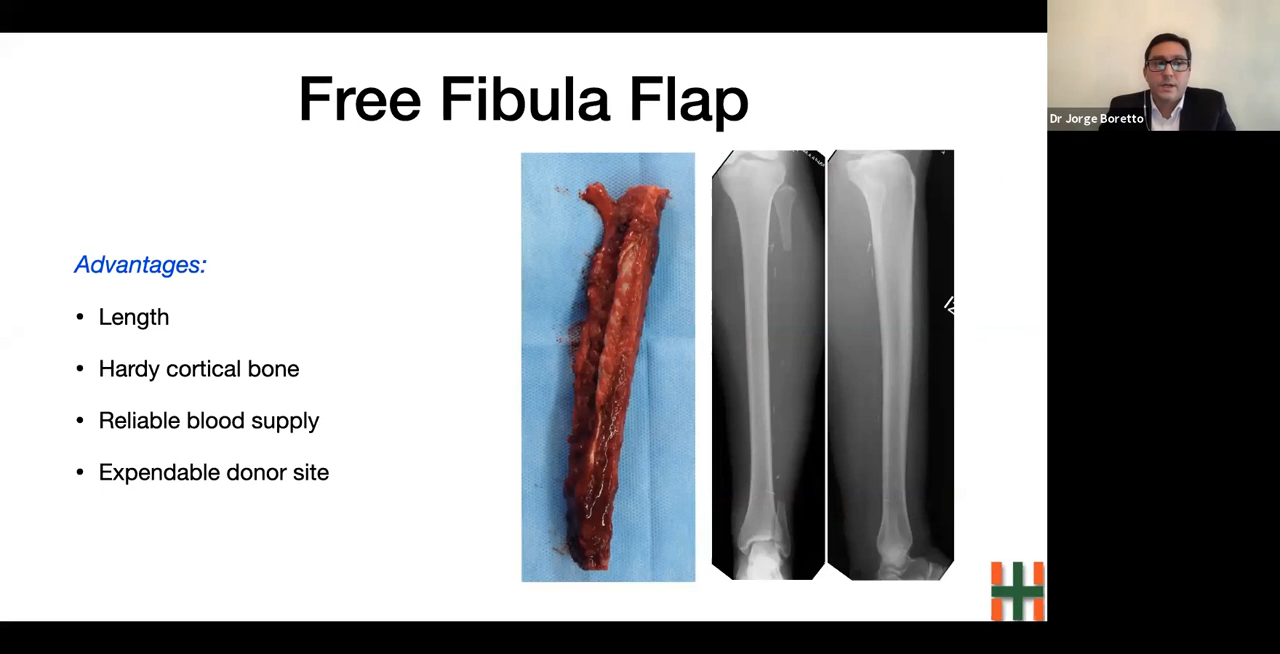 Free Fibula Flap
Dr Jorge Boretto
Advantages:
• Length
• Hardy cortical bone
• Reliable blood supply
• Expendable donor site